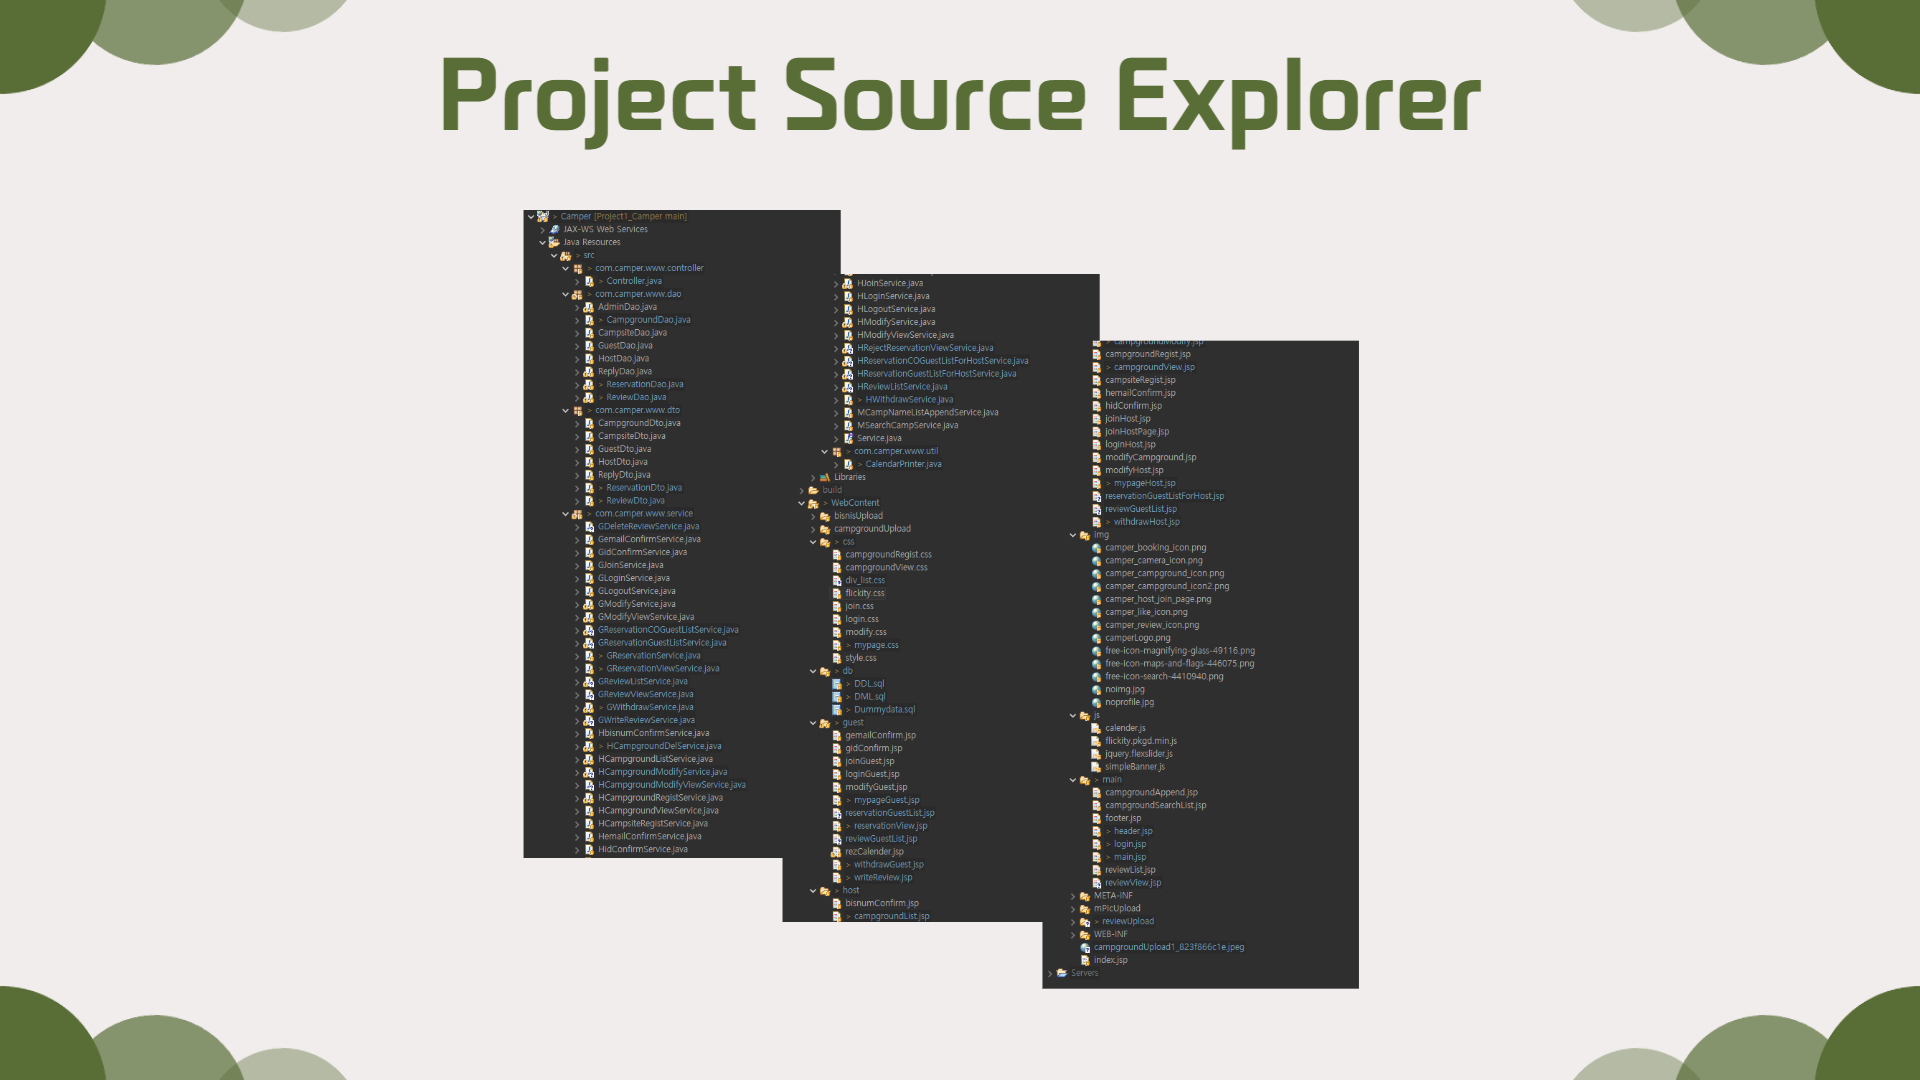 Project Source Explorer
> Camper [Project1_Camper main]
JAX-WS Web Services
Java Resources
> src
> com.camper.www.controller
> Controller.java
> com.camper.www.dao
AdminDao.java
> CampgroundDao.java
CampsiteDao.java
GuestDao.java
HostDao.java
ReplyDao.java
> ReservationDao.java
> ReviewDao.java
> com.camper.www.dto
CampgroundDto.java
CampsiteDto.java
GuestDto.java
HostDto.java
ReplyDto.java
> ReservationDto.java
> ReviewDto.java
> com.camper.www.service
GDeleteReviewService.java
GemailConfirmService.java
GidConfirmService.java
GJoinService.java
GLoginService.java
GLogoutService.java
GModifyService.java
GModifyViewService.java
GReservationCOGuestListService.java
GReservationGuestListService.java
> GReservationService.java
> GReservationViewService.java
GReviewListService.java
GReviewViewService.java
> GWithdrawService.java
GWriteReviewService.java
HbisnumConfirmService.java
> HCampgroundDelService.java
HCampgroundListService.java
HCampgroundModifyService.java
HCampgroundModifyViewService.java
HCampgroundRegistService.java
HCampgroundViewService.java
HCampsiteRegistService.java
HemailConfirmService.java
HidConfirmService.java
HJoinService.java
HLoginService.java
HLogoutService.java
HModifyService.java
HModifyViewService.java
HRejectReservationViewService.java
HReservationCOGuestListForHostService.java
HReservationGuestListForHostService.java
HReviewListService.java
> HWithdrawService.java
MCampNameListAppendService.java
MSearchCampService.java
Service.java
> com.camper.www.util
> CalendarPrinter.java
Libraries
build
> WebContent
bisnisUpload
campgroundUpload
> css
campgroundRegist.css
campgroundView.css
div_list.css
flickity.css
join.css
login.css
modify.css
> mypage.css
style.css
> db
> DDL.sql
> DML.sql
> Dummydata.sql
> guest
gemailConfirm.jsp
gidConfirm.jsp
joinGuest.jsp
loginGuest.jsp
modifyGuest.jsp
> mypageGuest.jsp
reservationGuestList.jsp
> reservationView.jsp
reviewGuestList.jsp
rezCalender.jsp
> withdrawGuest.jsp
> writeReview.jsp
> host
bisnumConfirm.jsp
> campgroundList.jsp
> campgroundModify.jsp
campgroundRegist.jsp
> campgroundView.jsp
campsiteRegist.jsp
hemailConfirm.jsp
hidConfirm.jsp
joinHost.jsp
joinHostPage.jsp
loginHost.jsp
modifyCampground.jsp
modifyHost.jsp
> mypageHost.jsp
reservationGuestListForHost.jsp
reviewGuestList.jsp
> withdrawHost.jsp
img
camper_booking_icon.png
camper_camera_icon.png
camper_campground_icon.png
camper_campground_icon2.png
camper_host_join_page.png
camper_like_icon.png
camper_review_icon.png
camperLogo.png
free-icon-magnifying-glass-49116.png
free-icon-maps-and-flags-446075.png
free-icon-search-4410940.png
noimg.jpg
noprofile.jpg
js
calender.js
flickity.pkgd.min.js
jquery.flexslider.js
simpleBanner.js
> main
campgroundAppend.jsp
campgroundSearchList.jsp
footer.jsp
> header.jsp
> login.jsp
> main.jsp
reviewList.jsp
reviewView.jsp
META-INF
mPicUpload
> reviewUpload
WEB-INF
campgroundUpload1_823f866c1e.jpeg
index.jsp
Servers